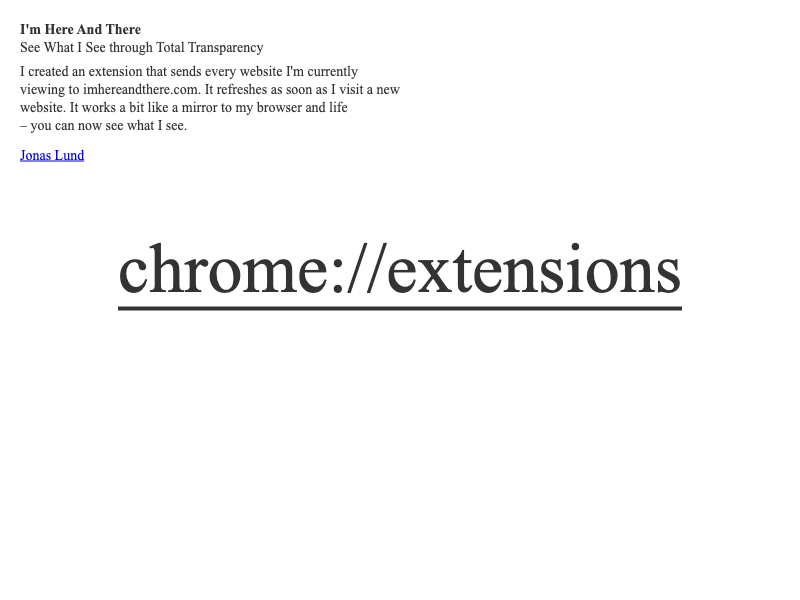 I'm Here And There
See What I See through Total Transparency
I created an extension that sends every website I'm currently
viewing to imhereandthere.com. It refreshes as soon as I visit a new
website. It works a bit like a mirror to my browser and life
– you can now see what I see.
Jonas Lund
chrome://extensions